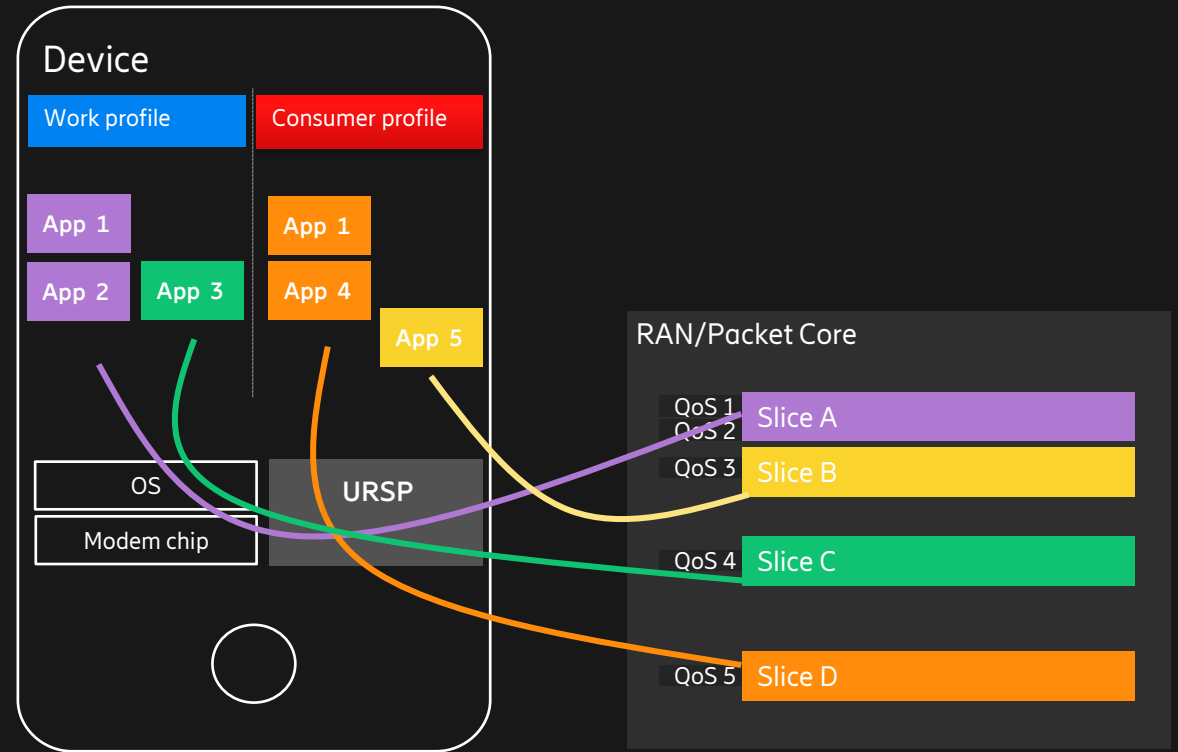 Device
Work profile
Consumer profile
App 1
App 1
App 2
App 3
App 4
App 5
RAN/Packet Core
QoS 1
Slice A
QoS 2
QoS 3
Slice B
OS
URSP
Modem chip
QoS 4
Slice C
QoS 5
Slice D